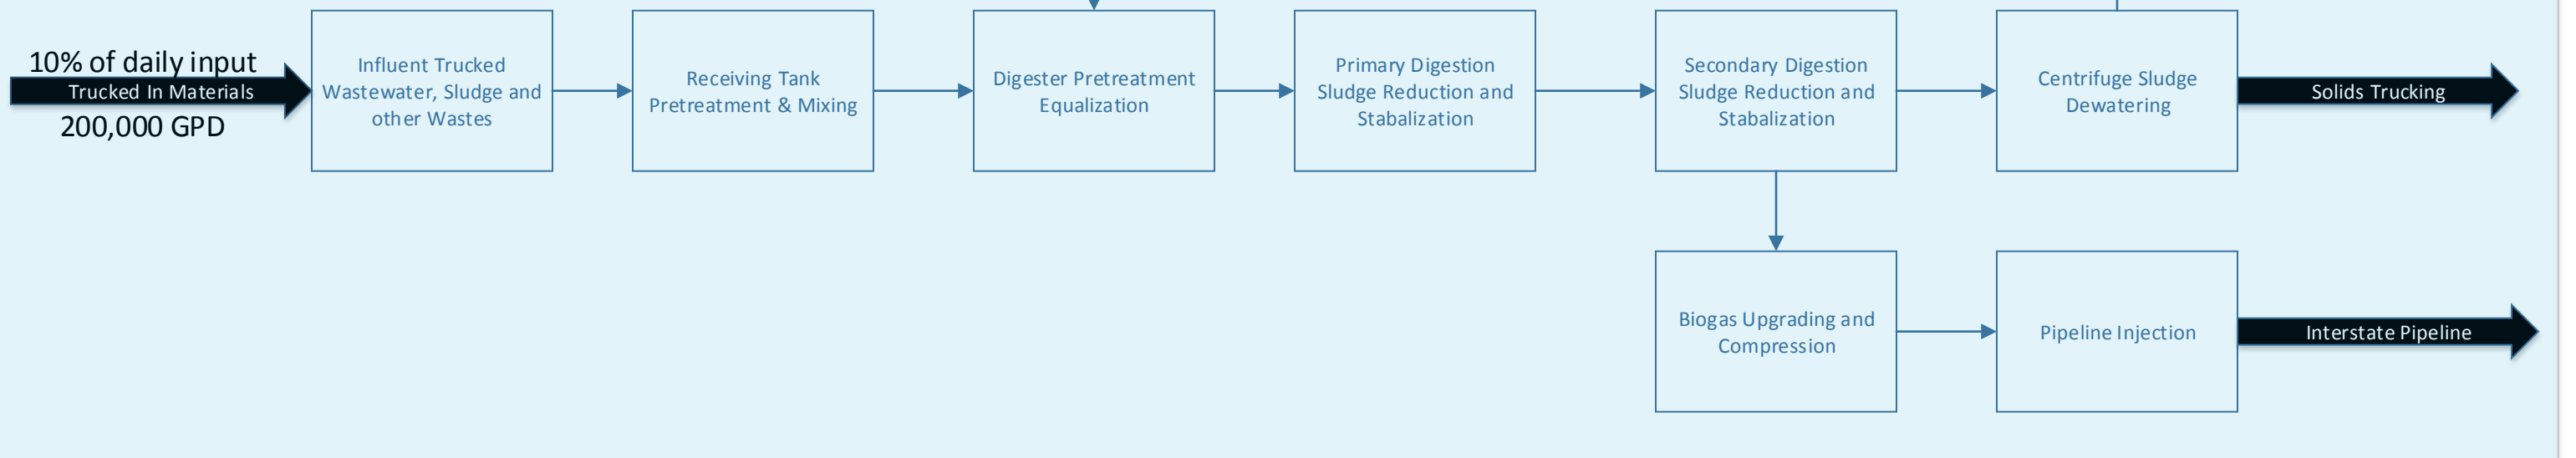 10% of daily input
Trucked In Materials
200,000 GPD
Influent Trucked
Wastewater, Sludge and
other Wastes
Receiving Tank
Pretreatment & Mixing
Digester Pretreatment
Equalization
Primary Digestion
Sludge Reduction and
Stabalization
Secondary Digestion
Sludge Reduction and
Stabalization
Centrifuge Sludge
Dewatering
Solids Trucking
Biogas Upgrading and
Compression
Pipeline Injection
Interstate Pipeline